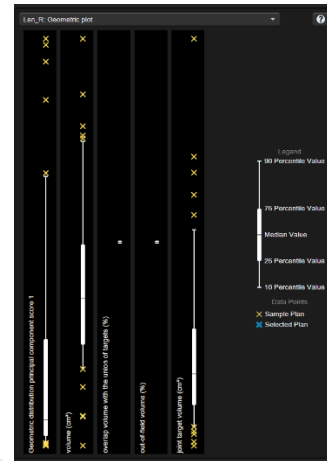 Len_R: Geometric plot
?
Geometric distribution principal component score 1
volume (cm³)
overlap volume with the union of targets (%)
out-of-field volume (%)
joint target volume (cm³)
Legend
90 Percentile Value
75 Percentile Value
Median Value
25 Percentile Value
10 Percentile Value
Data Points
Sample Plan
Selected Plan